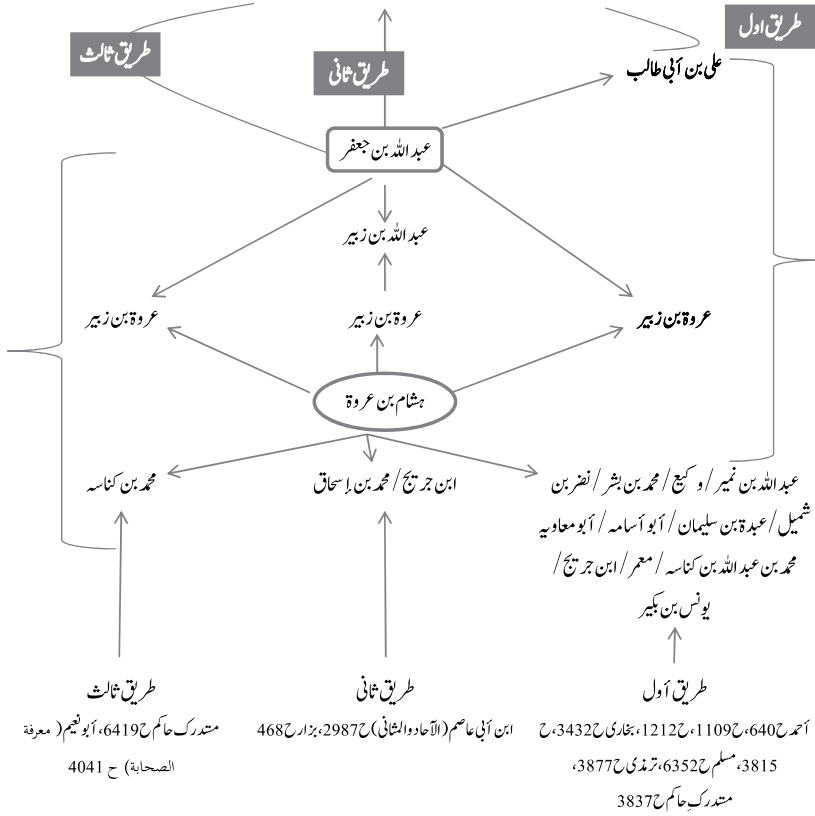 طریق اول
طریق ثانی
طریق ثالث
علی بن أبی طالب
عبد اللہ بن جعفر
عبد اللہ بن زبیر
عروۃ بن زبیر
عروۃ بن زبیر
عروۃ بن زبیر
ہشام بن عروۃ
عبد اللہ بن نمیر / وکیع / محمد بن بشر / نضر بن
شمیل / عبدۃ بن سلیمان / أبو أسامہ / أبو معاویہ
محمد بن عبد اللہ بن کناسہ / معمر / ابن جریج /
یونس بن بکیر
ابن جریج / محمد بن إسحاق
محمد بن کناسہ
طریق أول
أحمد ح640، ح1109، ح1212، بخاری ح3432، ح
3815، مسلم ح6352، ترمذی ح3877،
مستدرکِ حاکم ح3837
طریق ثانی
ابن أبی عاصم (الآحاد والمثانی) ح2987، بزار ح468
طریق ثالث
مستدرک حاکم ح6419، أبو نعیم ( معرفة
الصحابة) ح 4041